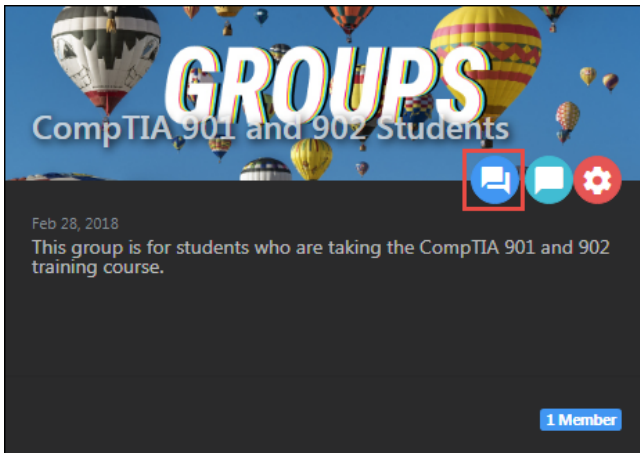 GROUPS
CompTIA 901 and 902 Students
Feb 28, 2018
This group is for students who are taking the CompTIA 901 and 902
training course.
1 Member